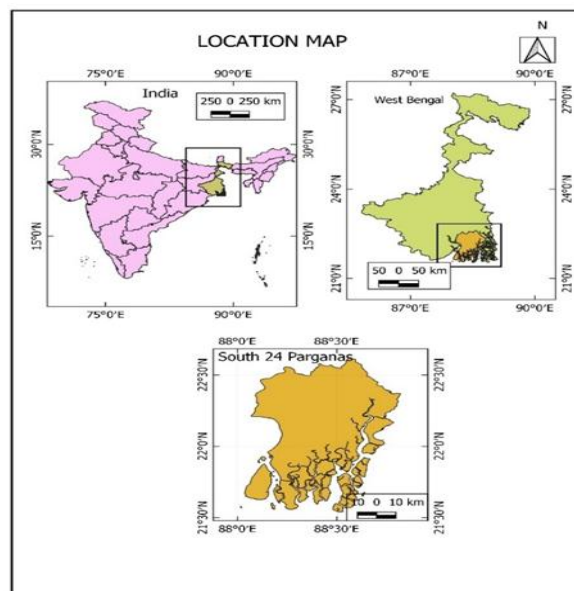 N
LOCATION MAP
75°0'E 90°0'E
India
250 0 250 km
30°0'N
15°0'N
75°0'E 90°0'E
87°0'E 90°0'E
West Bengal
27°0'N
24°0'N
21°0'N
50 0 50 km
87°0'E 90°0'E
88°0'E 88°30'E
South 24 Parganas
22°30'N
22°0'N
21°30'N
10 0 10 km
88°0'E 88°30'E
30°0'N
15°0'N
27°0'N
24°0'N
21°0'N
22°30'N
22°0'N
21°30'N